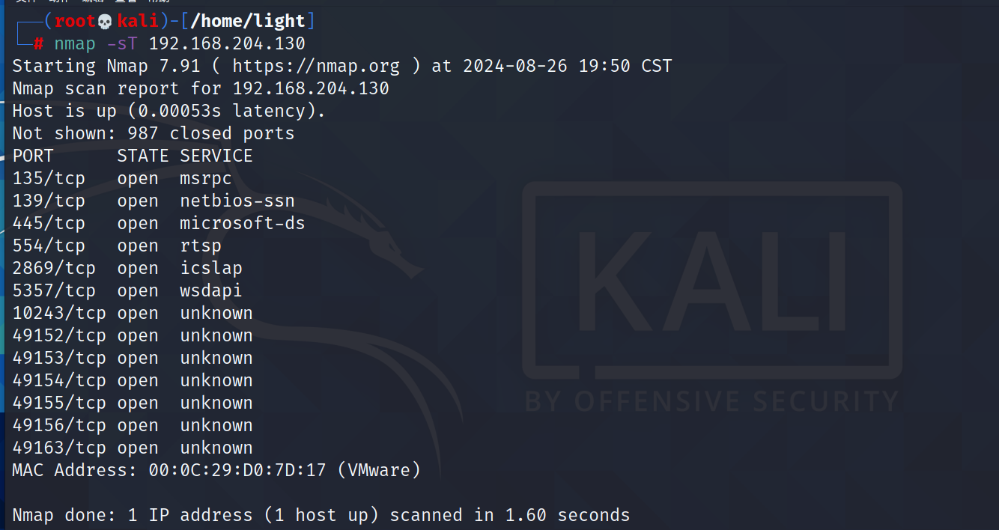 ┌──(root💀kali)-[/home/light]
└─# nmap -sT 192.168.204.130
Starting Nmap 7.91 ( https://nmap.org ) at 2024-08-26 19:50 CST
Nmap scan report for 192.168.204.130
Host is up (0.00053s latency).
Not shown: 987 closed ports
PORT      STATE SERVICE
135/tcp   open  msrpc
139/tcp   open  netbios-ssn
445/tcp   open  microsoft-ds
554/tcp   open  rtsp
2869/tcp  open  icslap
5357/tcp  open  wsdapi
10243/tcp open  unknown
49152/tcp open  unknown
49153/tcp open  unknown
49154/tcp open  unknown
49155/tcp open  unknown
49156/tcp open  unknown
49163/tcp open  unknown
MAC Address: 00:0C:29:D0:7D:17 (VMware)
Nmap done: 1 IP address (1 host up) scanned in 1.60 seconds
KALI
BY OFFENSIVE SECURITY